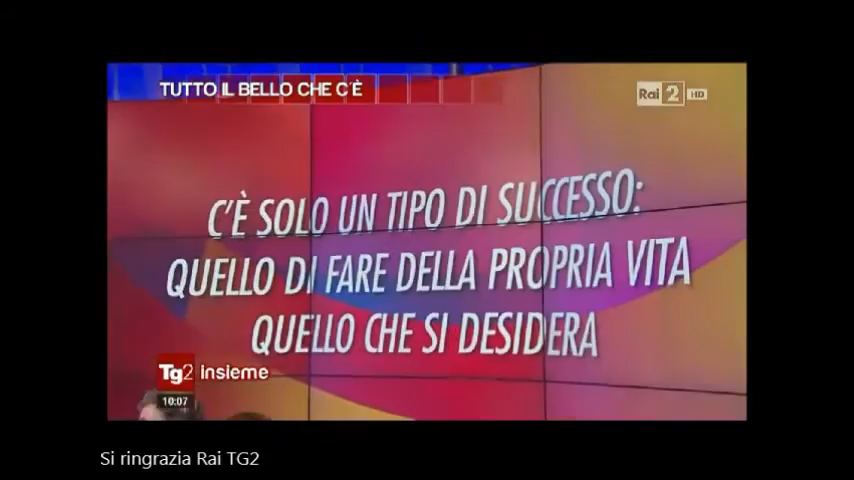 TUTTO IL BELLO CHE C'È
Rai 2 HD
C'È SOLO UN TIPO DI SUCCESSO:
QUELLO DI FARE DELLA PROPRIA VITA
QUELLO CHE SI DESIDERA
Tg2 insieme
10:07
Si ringrazia Rai TG2